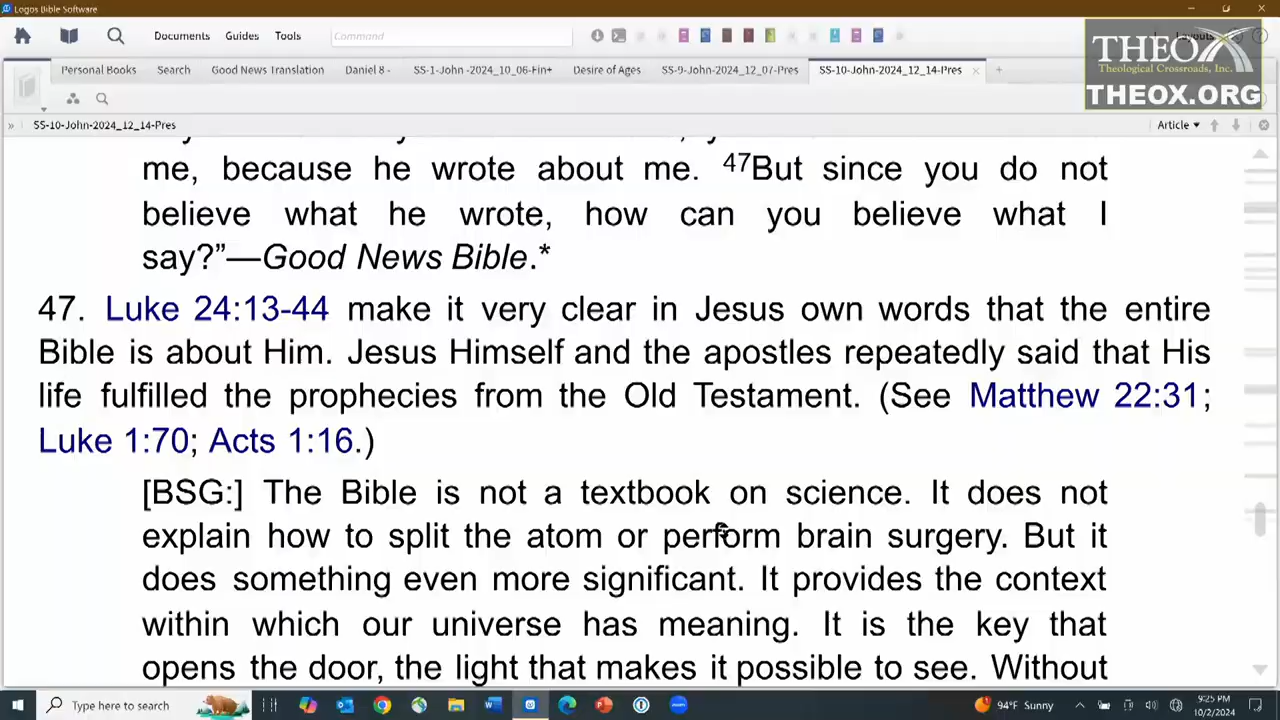 Logos Bible Software
Documents Guides Tools Command
THEOX
Theological Crossroads, Inc.
THEOX.ORG
Personal Books Search Good News Translation Daniel 8 - Desire of Ages SS-9-John-2024_12_07-Pres SS-10-John-2024_12_14-Pres
SS-10-John-2024_12_14-Pres Article
me, because he wrote about me. 47But since you do not
believe what he wrote, how can you believe what I
say?”—Good News Bible.*
47. Luke 24:13-44 make it very clear in Jesus own words that the entire
Bible is about Him. Jesus Himself and the apostles repeatedly said that His
life fulfilled the prophecies from the Old Testament. (See Matthew 22:31;
Luke 1:70; Acts 1:16.)
[BSG:] The Bible is not a textbook on science. It does not
explain how to split the atom or perform brain surgery. But it
does something even more significant. It provides the context
within which our universe has meaning. It is the key that
opens the door, the light that makes it possible to see. Without
Type here to search
94°F Sunny
9:25 PM
10/2/2024